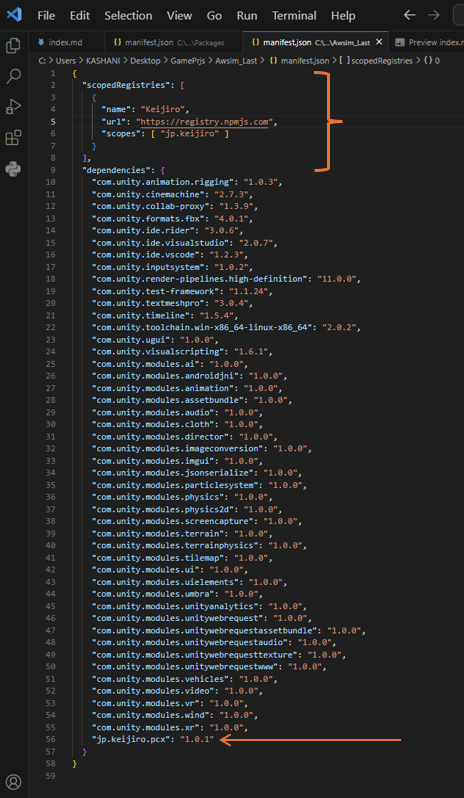 File Edit Selection View Go Run Terminal Help
index.md manifest.json C:\...\Packages manifest.json C:\...\Awsim_Last Preview index.m
C: > Users > KASHANI > Desktop > GamePrjs > Awsim_Last > manifest.json > [ ] scopedRegistries > {} 0
1 {
2 "scopedRegistries": [
3 {
4 "name": "Keijiro",
5 "url": "https://registry.npmjs.com",
6 "scopes": [ "jp.keijiro" ]
7 }
8 ],
9 "dependencies": {
10 "com.unity.animation.rigging": "1.0.3",
11 "com.unity.cinemachine": "2.7.3",
12 "com.unity.collab-proxy": "1.3.9",
13 "com.unity.formats.fbx": "4.0.1",
14 "com.unity.ide.rider": "3.0.6",
15 "com.unity.ide.visualstudio": "2.0.7",
16 "com.unity.ide.vscode": "1.2.3",
17 "com.unity.inputsystem": "1.0.2",
18 "com.unity.render-pipelines.high-definition": "11.0.0",
19 "com.unity.test-framework": "1.1.24",
20 "com.unity.textmeshpro": "3.0.4",
21 "com.unity.timeline": "1.5.4",
22 "com.unity.toolchain.win-x86_64-linux-x86_64": "2.0.2",
23 "com.unity.ugui": "1.0.0",
24 "com.unity.visualscripting": "1.6.1",
25 "com.unity.modules.ai": "1.0.0",
26 "com.unity.modules.androidjni": "1.0.0",
27 "com.unity.modules.animation": "1.0.0",
28 "com.unity.modules.assetbundle": "1.0.0",
29 "com.unity.modules.audio": "1.0.0",
30 "com.unity.modules.cloth": "1.0.0",
31 "com.unity.modules.director": "1.0.0",
32 "com.unity.modules.imageconversion": "1.0.0",
33 "com.unity.modules.imgui": "1.0.0",
34 "com.unity.modules.jsonserialize": "1.0.0",
35 "com.unity.modules.particlesystem": "1.0.0",
36 "com.unity.modules.physics": "1.0.0",
37 "com.unity.modules.physics2d": "1.0.0",
38 "com.unity.modules.screencapture": "1.0.0",
39 "com.unity.modules.terrain": "1.0.0",
40 "com.unity.modules.terrainphysics": "1.0.0",
41 "com.unity.modules.tilemap": "1.0.0",
42 "com.unity.modules.ui": "1.0.0",
43 "com.unity.modules.uielements": "1.0.0",
44 "com.unity.modules.umbra": "1.0.0",
45 "com.unity.modules.unityanalytics": "1.0.0",
46 "com.unity.modules.unitywebrequest": "1.0.0",
47 "com.unity.modules.unitywebrequestassetbundle": "1.0.0",
48 "com.unity.modules.unitywebrequestaudio": "1.0.0",
49 "com.unity.modules.unitywebrequesttexture": "1.0.0",
50 "com.unity.modules.unitywebrequestwww": "1.0.0",
51 "com.unity.modules.vehicles": "1.0.0",
52 "com.unity.modules.video": "1.0.0",
53 "com.unity.modules.vr": "1.0.0",
54 "com.unity.modules.wind": "1.0.0",
55 "com.unity.modules.xr": "1.0.0",
56 "jp.keijiro.pcx": "1.0.1"
57 }
58 }
59